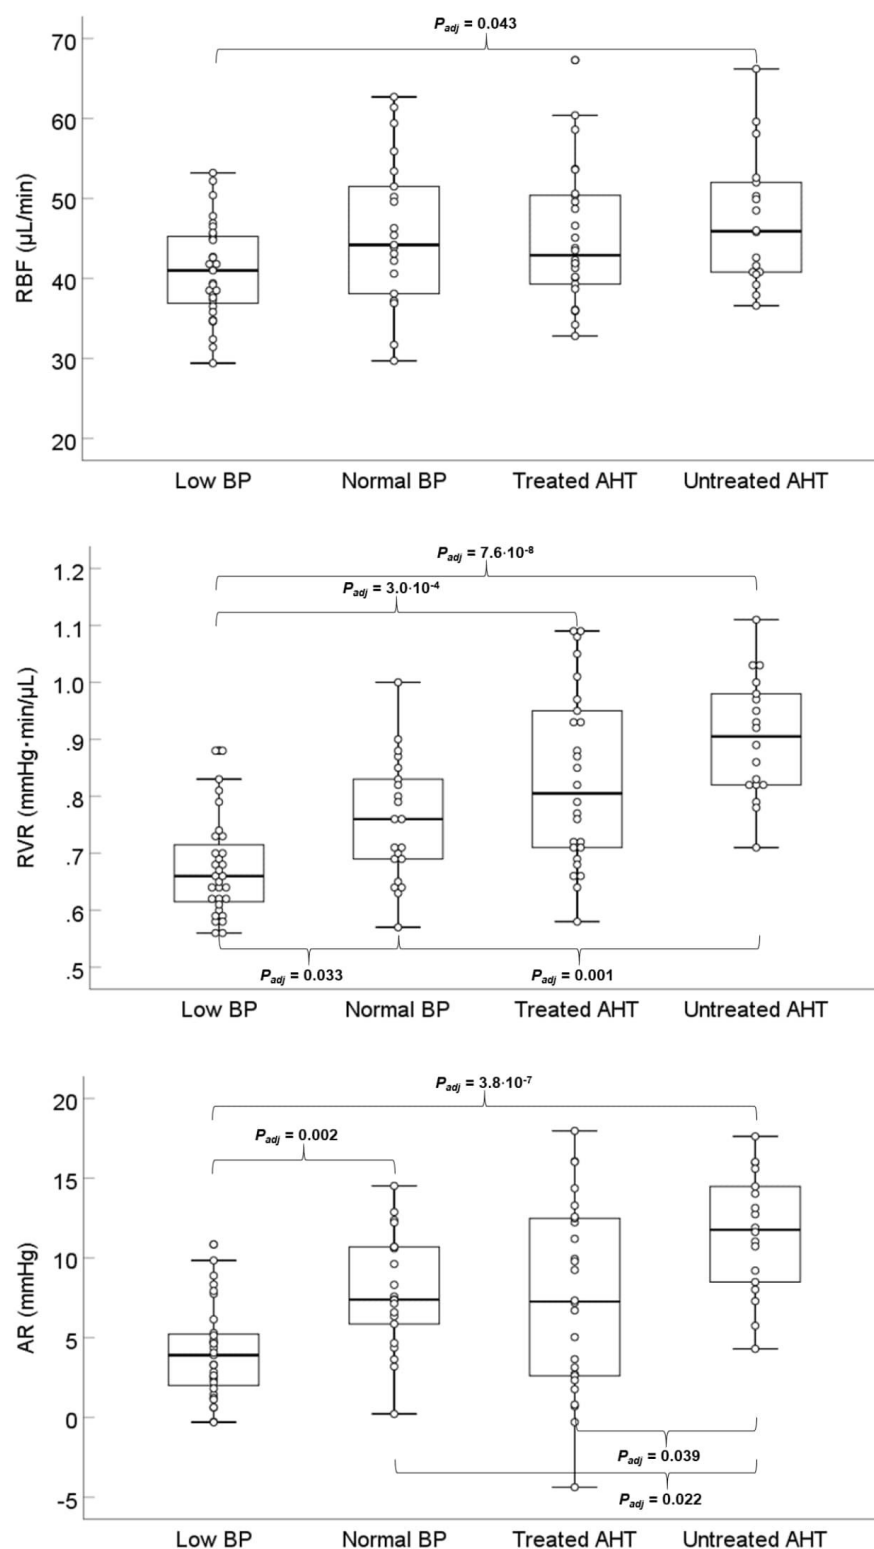 P_adj = 0.043
70
60
50
40
30
20
RBF (µL/min)
Low BP Normal BP Treated AHT Untreated AHT
P_adj = 7.6·10⁻⁸
P_adj = 3.0·10⁻⁴
1.2
1.1
1.0
.9
.8
.7
.6
.5
RVR (mmHg·min/µL)
P_adj = 0.033
P_adj = 0.001
Low BP Normal BP Treated AHT Untreated AHT
P_adj = 3.8·10⁻⁷
P_adj = 0.002
20
15
10
5
0
-5
AR (mmHg)
P_adj = 0.039
P_adj = 0.022
Low BP Normal BP Treated AHT Untreated AHT